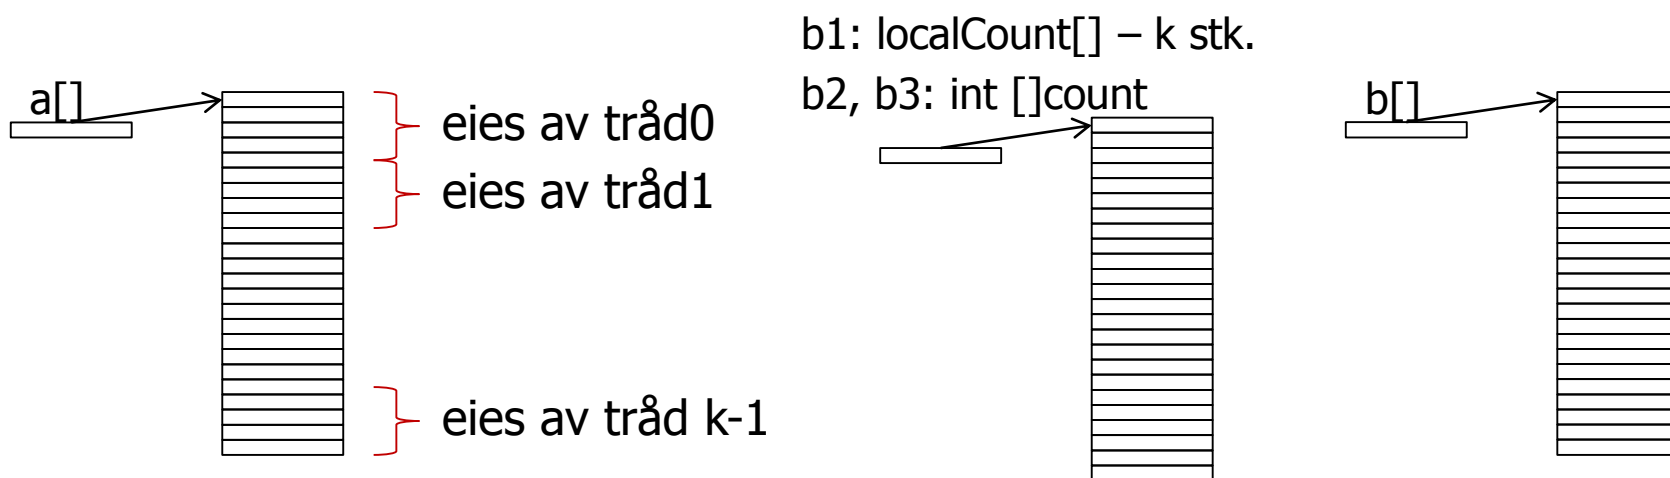 a[]
eies av tråd0
eies av tråd1
eies av tråd k-1
b1: localCount[] – k stk.
b2, b3: int []count
b[]